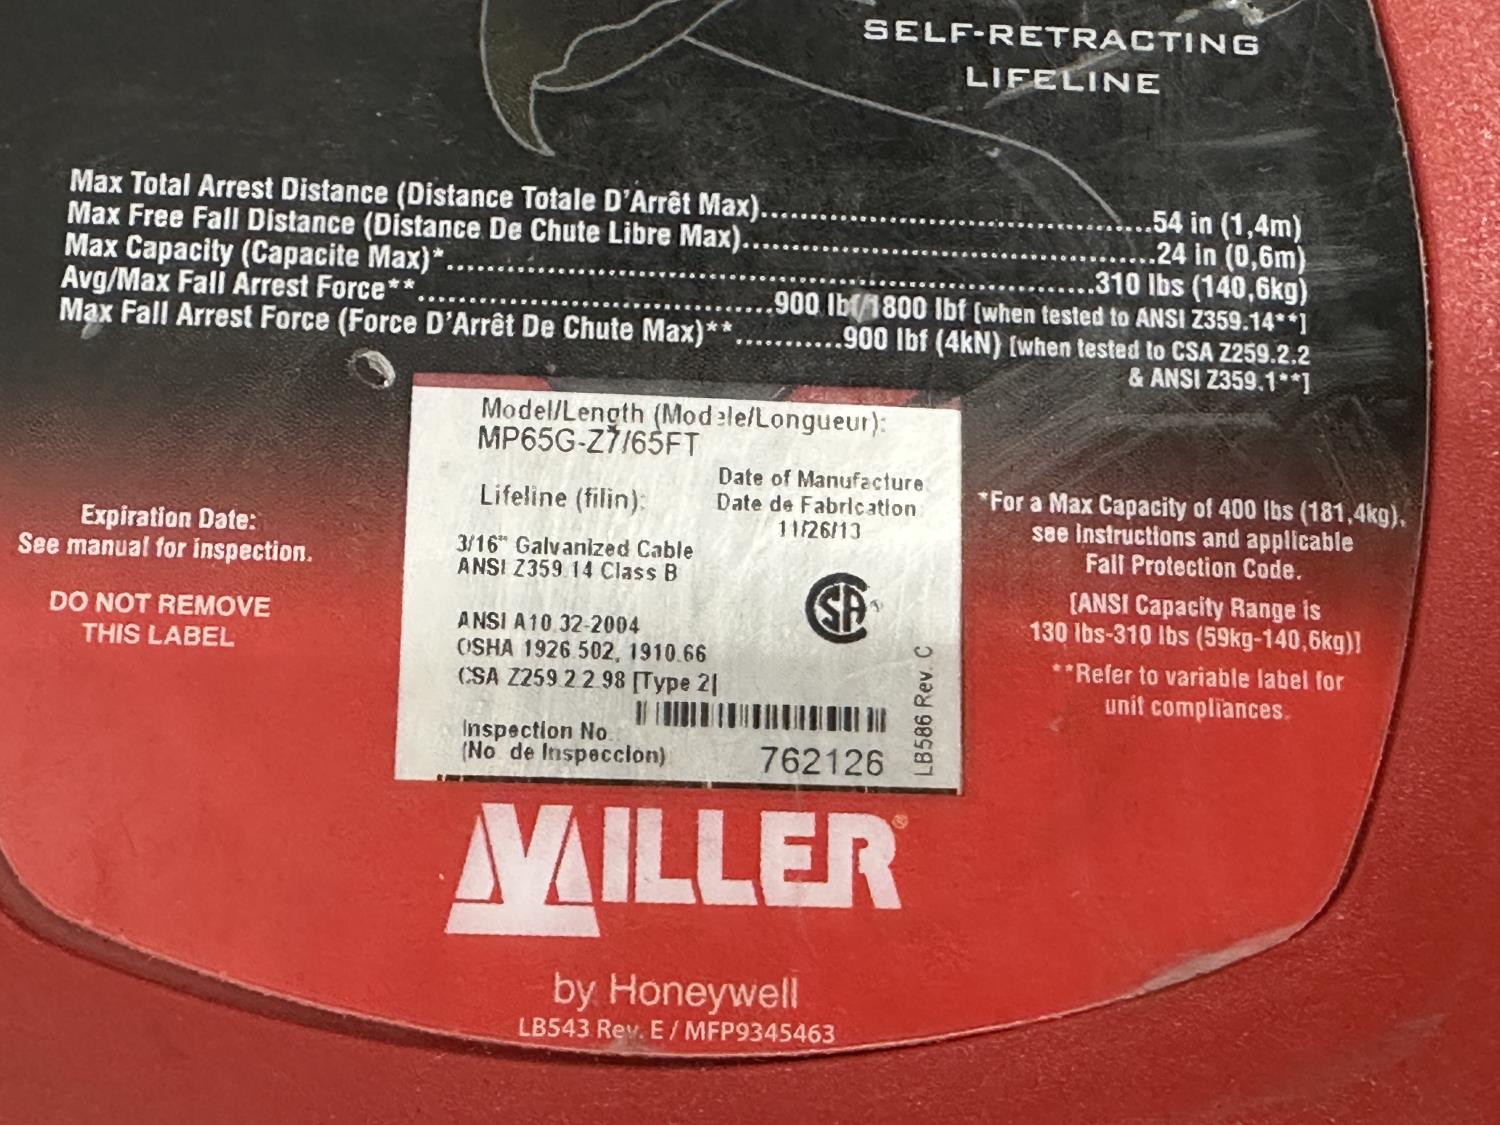 SELF-RETRACTING
LIFELINE
Max Total Arrest Distance (Distance Totale D'Arrêt Max)..........54 in (1,4m)
Max Free Fall Distance (Distance De Chute Libre Max)..........24 in (0,6m)
Max Capacity (Capacite Max)*..........310 lbs (140,6kg)
Avg/Max Fall Arrest Force**..........900 lbf/1800 lbf [when tested to ANSI Z359.14**]
Max Fall Arrest Force (Force D'Arrêt De Chute Max)**..........900 lbf (4kN) [when tested to CSA Z259.2.2
& ANSI Z359.1**]
Model/Length (Modele/Longueur):
MP65G-Z7/65FT
Lifeline (filin):
3/16" Galvanized Cable
ANSI Z359 14 Class B
Date of Manufacture
Date de Fabrication
11/26/13
ANSI A10 32-2004
OSHA 1926 502, 1910.66
CSA Z259 2 2 98 [Type 2]
Inspection No
(No de Inspeccion)
762126
LB586 Rev. C
SA
Expiration Date:
See manual for inspection.
DO NOT REMOVE
THIS LABEL
*For a Max Capacity of 400 lbs (181,4kg),
see instructions and applicable
Fall Protection Code.
[ANSI Capacity Range is
130 lbs-310 lbs (59kg-140,6kg)]
**Refer to variable label for
unit compliances.
MILLER®
by Honeywell
LB543 Rev. E / MFP9345463